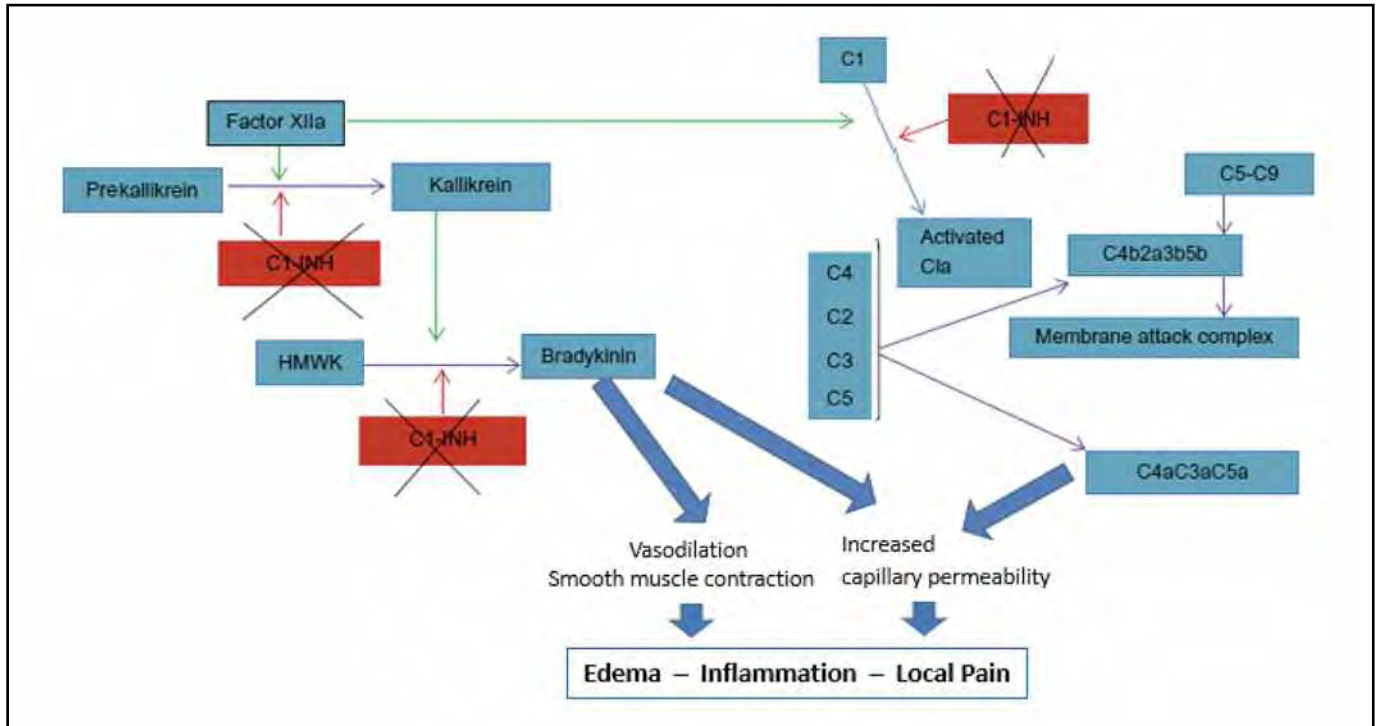 C1
C1-INH
Factor XIIa
C5-C9
Prekallikrein
Kallikrein
C1-INH
Activated
CIa
C4b2a3b5b
C4
C2
C3
C5
Membrane attack complex
HMWK
Bradykinin
C1-INH
C4aC3aC5a
Vasodilation
Smooth muscle contraction
Increased
capillary permeability
Edema – Inflammation – Local Pain